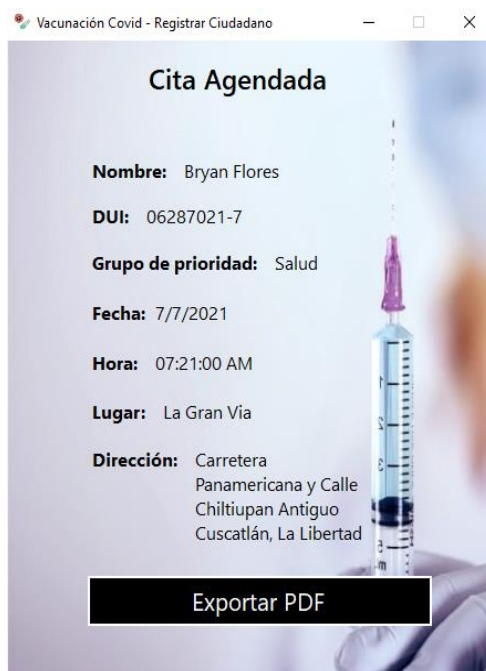 Vacunación Covid - Registrar Ciudadano
Cita Agendada
Nombre: Bryan Flores
DUI: 06287021-7
Grupo de prioridad: Salud
Fecha: 7/7/2021
Hora: 07:21:00 AM
Lugar: La Gran Via
Dirección: Carretera
Panamericana y Calle
Chiltiupan Antiguo
Cuscatlán, La Libertad
Exportar PDF